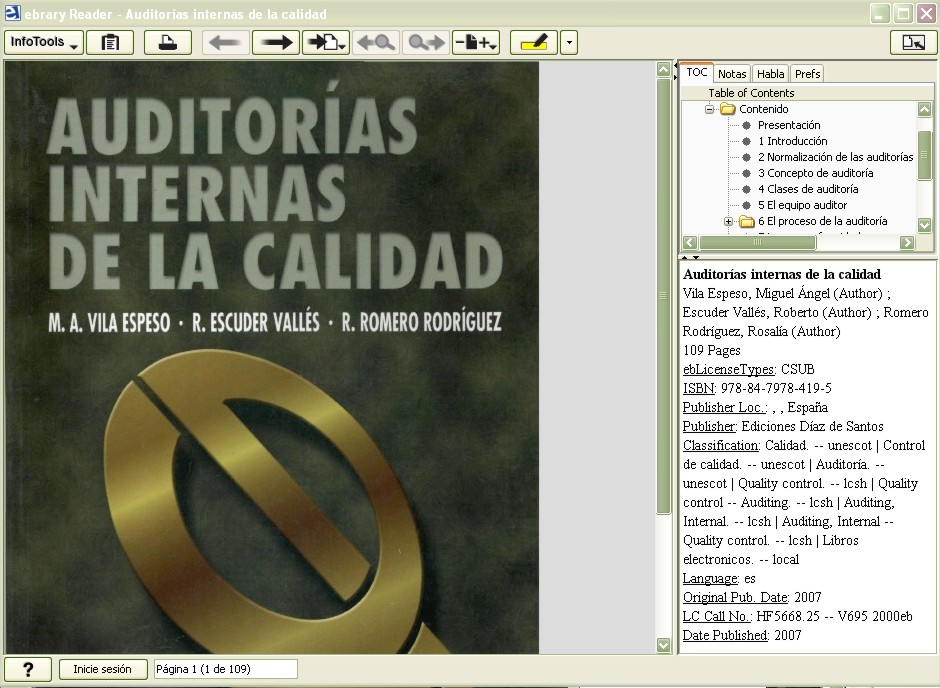 ebrary Reader - Auditorías internas de la calidad
InfoTools
AUDITORÍAS
INTERNAS
DE LA CALIDAD
M. A. VILA ESPESO · R. ESCUDER VALLÉS · R. ROMERO RODRÍGUEZ
TOC Notas Habla Prefs
Table of Contents
Contenido
Presentación
1 Introducción
2 Normalización de las auditorías
3 Concepto de auditoría
4 Clases de auditoría
5 El equipo auditor
6 El proceso de la auditoría
Auditorías internas de la calidad
Vila Espeso, Miguel Ángel (Author) ;
Escuder Vallés, Roberto (Author) ; Romero
Rodríguez, Rosalía (Author)
109 Pages
ebLicenseTypes: CSUB
ISBN: 978-84-7978-419-5
Publisher Loc.: , , España
Publisher: Ediciones Díaz de Santos
Classification: Calidad. -- unescot | Control
de calidad. -- unescot | Auditoría. --
unescot | Quality control. -- lcsh | Quality
control -- Auditing. -- lcsh | Auditing,
Internal. -- lcsh | Auditing, Internal --
Quality control. -- lcsh | Libros
electronicos. -- local
Language: es
Original Pub. Date: 2007
LC Call No.: HF5668.25 -- V695 2000eb
Date Published: 2007
? Inicie sesión Página 1 (1 de 109)